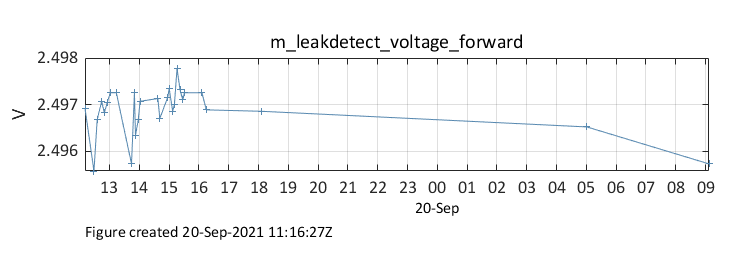 m_leakdetect_voltage_forward
2.498
2.497
2.496
V
13 14 15 16 17 18 19 20 21 22 23 00 01 02 03 04 05 06 07 08 09
20-Sep
Figure created 20-Sep-2021 11:16:27Z